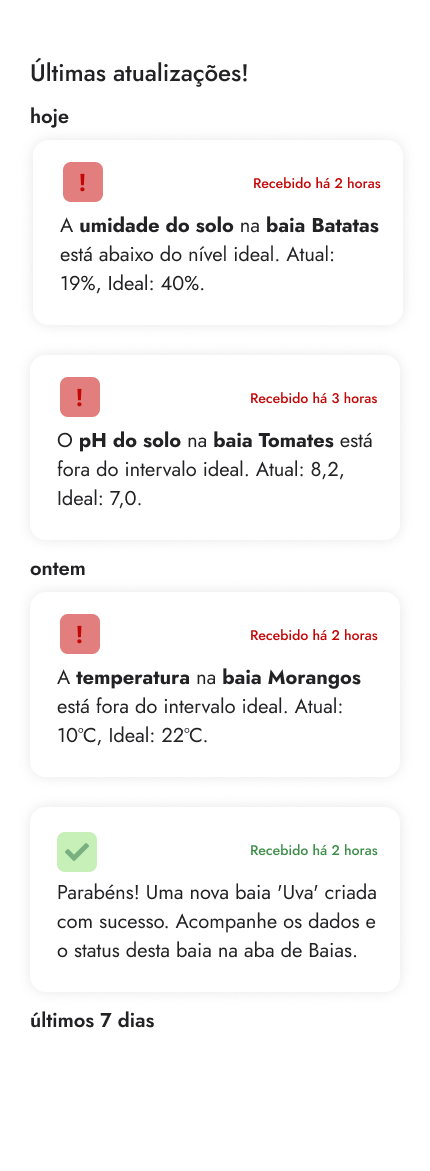 Últimas atualizações!
hoje
!
Recebido há 2 horas
A umidade do solo na baia Batatas
está abaixo do nível ideal. Atual:
19%, Ideal: 40%.
!
Recebido há 3 horas
O pH do solo na baia Tomates está
fora do intervalo ideal. Atual: 8,2,
Ideal: 7,0.
ontem
!
Recebido há 2 horas
A temperatura na baia Morangos
está fora do intervalo ideal. Atual:
10°C, Ideal: 22°C.
Recebido há 2 horas
Parabéns! Uma nova baia 'Uva' criada
com sucesso. Acompanhe os dados e
o status desta baia na aba de Baias.
últimos 7 dias